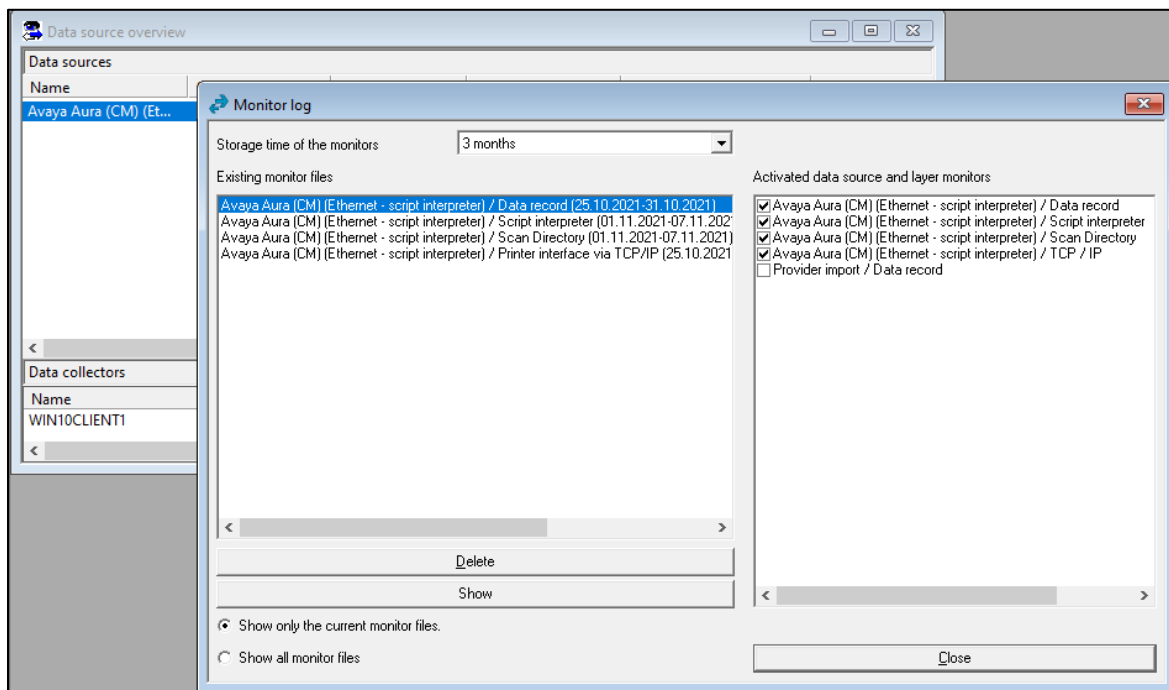 Data source overview
Data sources
Name
Avaya Aura (CM) (Et...
Data collectors
Name
WIN10CLIENT1
Monitor log
Storage time of the monitors
3 months
Existing monitor files
Avaya Aura (CM) (Ethernet - script interpreter) / Data record (25.10.2021-31.10.2021)
Avaya Aura (CM) (Ethernet - script interpreter) / Script interpreter (01.11.2021-07.11.202
Avaya Aura (CM) (Ethernet - script interpreter) / Scan Directory (01.11.2021-07.11.2021)
Avaya Aura (CM) (Ethernet - script interpreter) / Printer interface via TCP/IP (25.10.2021
Delete
Show
Show only the current monitor files.
Show all monitor files
Activated data source and layer monitors
Avaya Aura (CM) (Ethernet - script interpreter) / Data record
Avaya Aura (CM) (Ethernet - script interpreter) / Script interpreter
Avaya Aura (CM) (Ethernet - script interpreter) / Scan Directory
Avaya Aura (CM) (Ethernet - script interpreter) / TCP / IP
Provider import / Data record
Close